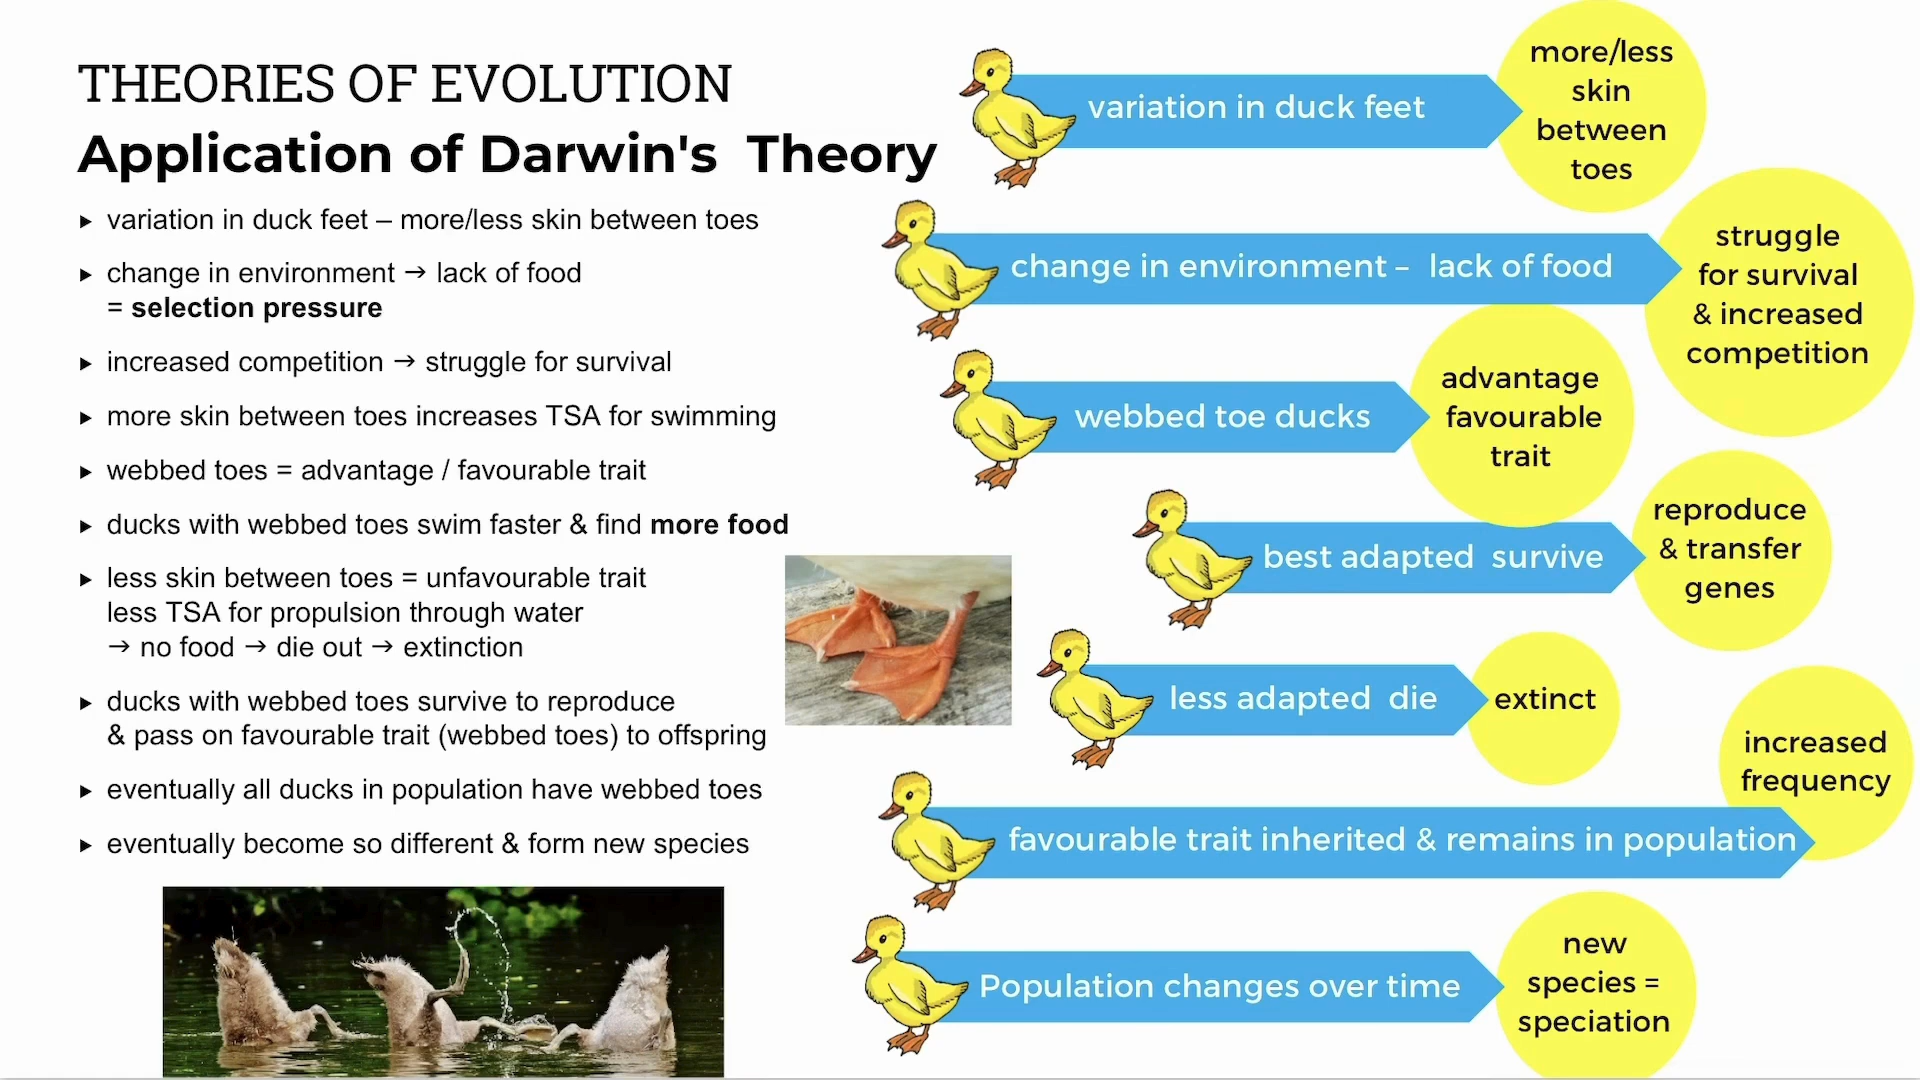 THEORIES OF EVOLUTION
Application of Darwin's Theory
▸ variation in duck feet – more/less skin between toes
▸ change in environment → lack of food
= selection pressure
▸ increased competition → struggle for survival
▸ more skin between toes increases TSA for swimming
▸ webbed toes = advantage / favourable trait
▸ ducks with webbed toes swim faster & find more food
▸ less skin between toes = unfavourable trait
less TSA for propulsion through water
→ no food → die out → extinction
▸ ducks with webbed toes survive to reproduce
& pass on favourable trait (webbed toes) to offspring
▸ eventually all ducks in population have webbed toes
▸ eventually become so different & form new species
variation in duck feet
more/less
skin
between
toes
change in environment – lack of food
struggle
for survival
& increased
competition
webbed toe ducks
advantage
favourable
trait
best adapted survive
reproduce
& transfer
genes
less adapted die
extinct
favourable trait inherited & remains in population
increased
frequency
Population changes over time
new
species =
speciation